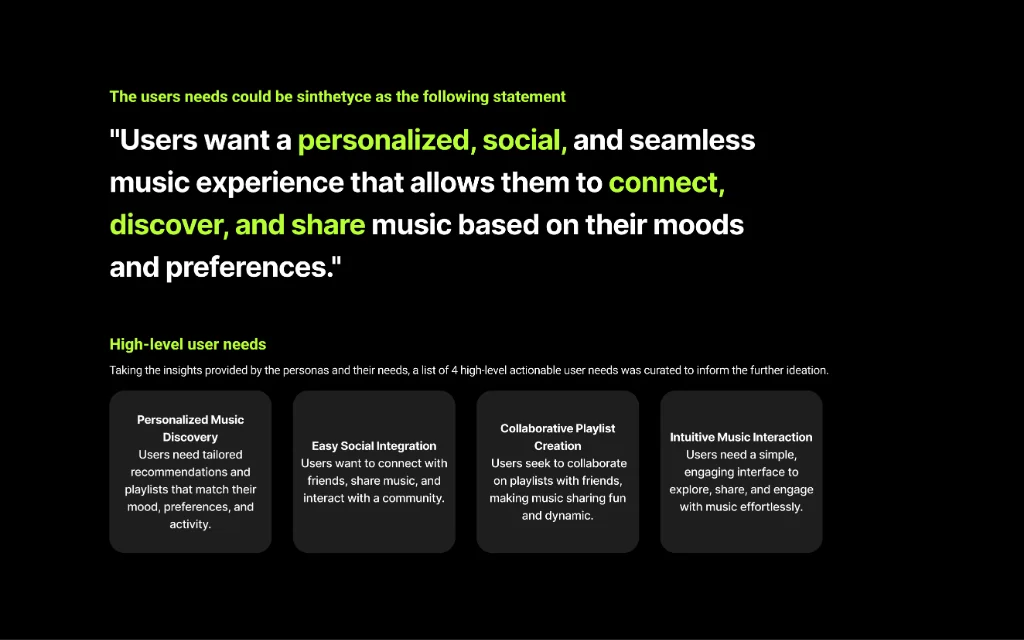 The users needs could be sinthetyce as the following statement
"Users want a personalized, social, and seamless
music experience that allows them to connect,
discover, and share music based on their moods
and preferences."
High-level user needs
Taking the insights provided by the personas and their needs, a list of 4 high-level actionable user needs was curated to inform the further ideation.
Personalized Music
Discovery
Users need tailored
recommendations and
playlists that match their
mood, preferences, and
activity.
Easy Social Integration
Users want to connect with
friends, share music, and
interact with a community.
Collaborative Playlist
Creation
Users seek to collaborate
on playlists with friends,
making music sharing fun
and dynamic.
Intuitive Music Interaction
Users need a simple,
engaging interface to
explore, share, and engage
with music effortlessly.